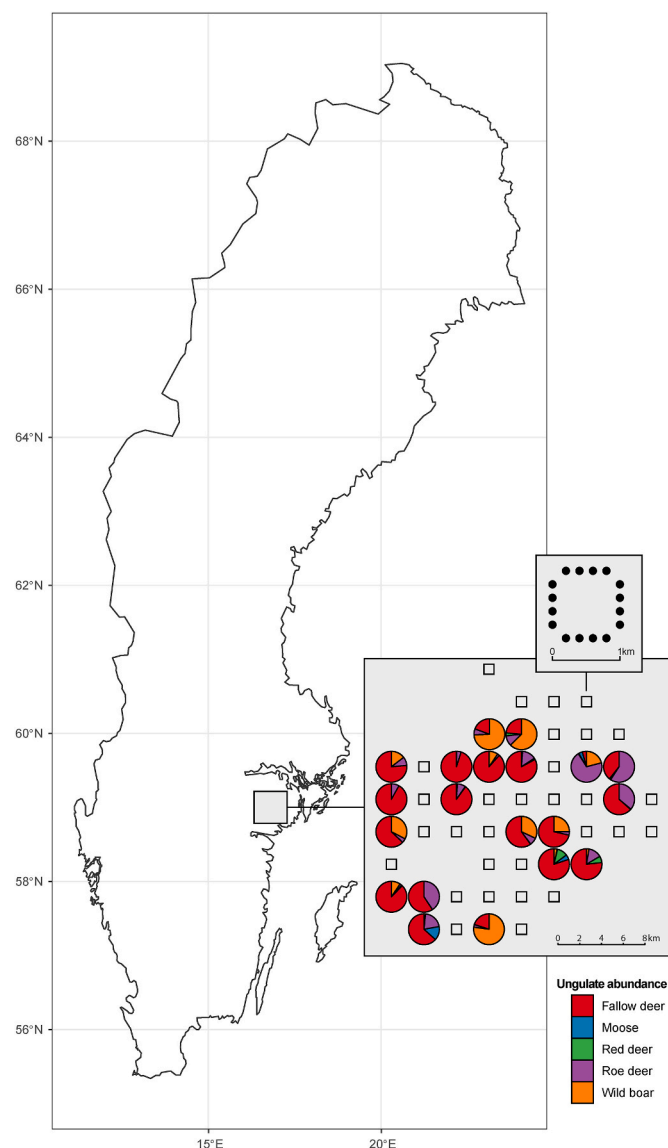 68°N
66°N
64°N
62°N
60°N
58°N
56°N
15°E
20°E
0 1km
0 2 4 6 8km
Ungulate abundance
Fallow deer
Moose
Red deer
Roe deer
Wild boar